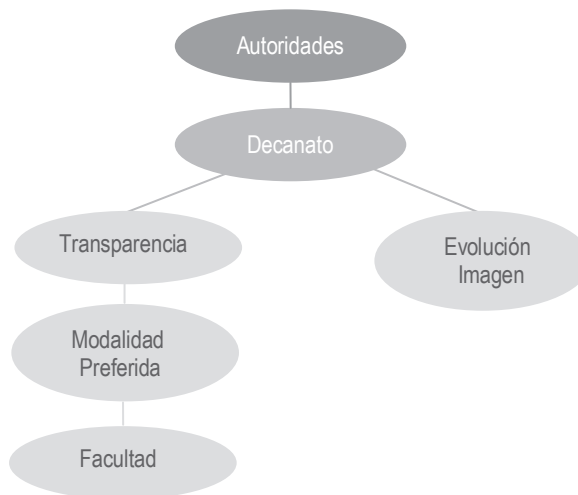 Autoridades
Decanato
Transparencia
Evolución
Imagen
Modalidad
Preferida
Facultad